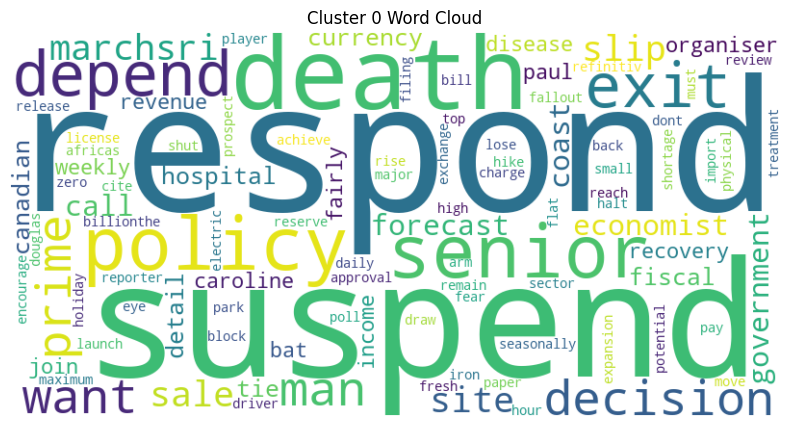 Cluster 0 Word Cloud
marchsri
player
currency
disease
slip
organiser
review
depend
death
filing
bill
paul
refinitiv
must
exit
release
revenue
prospect
fallout
respond
license
africas
shut
achieve
top
dont
back
shortage
import
physical
treatment
weekly
zero
cite
hospital
fairly
rise
major
exchange
lose
hike
charge
coast
small
reach
halt
canadian
douglas
call
billionthe
reserve
high
flat
policy
electric
forecast
economist
encourage
prime
holiday
reporter
daily
approval
arm
remain
fear
senior
sector
recovery
fiscal
government
caroline
detail
eye
park
launch
block
poll
income
draw
seasonally
suspend
expansion
potential
pay
join
maximum
bat
iron
fresh
paper
move
want
sale
tie
driver
man
site
hour
decision